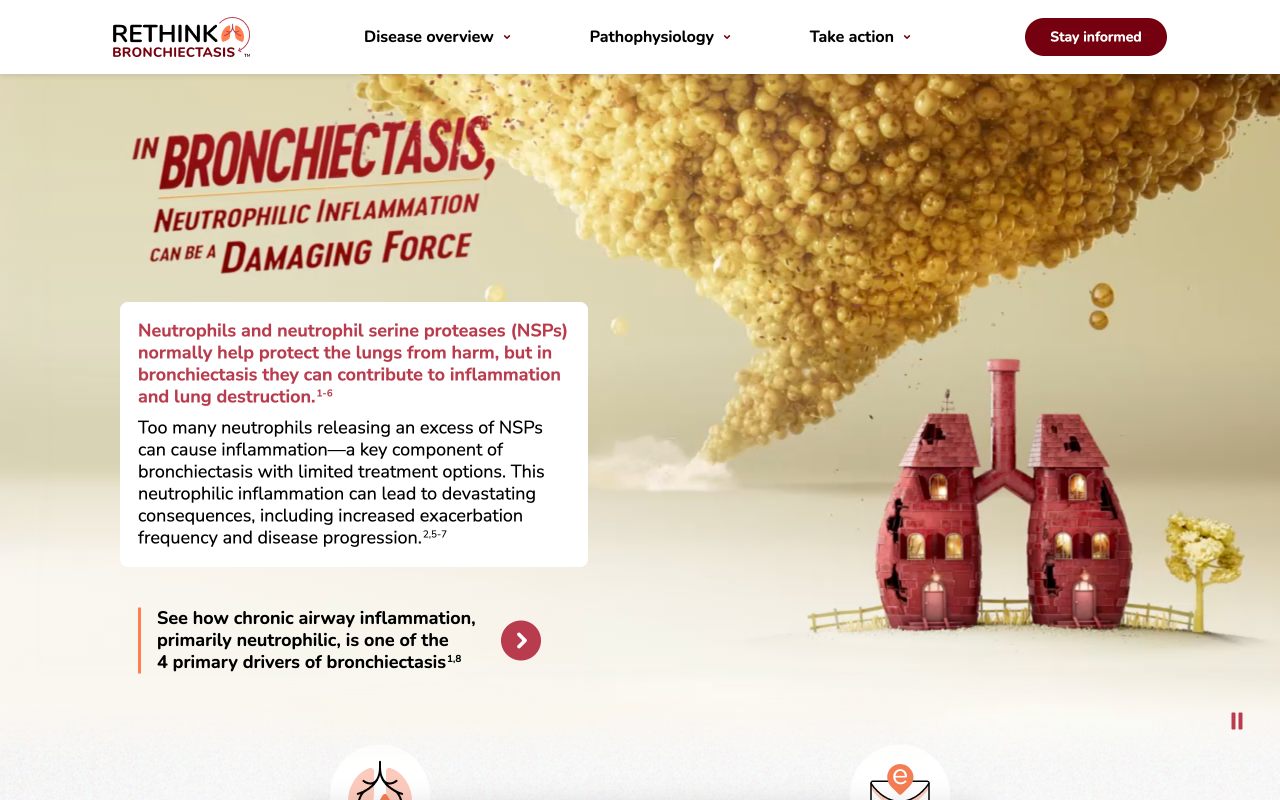 RETHINK
BRONCHIECTASIS™
Disease overview
Pathophysiology
Take action
Stay informed
IN BRONCHIECTASIS,
NEUTROPHILIC INFLAMMATION
CAN BE A DAMAGING FORCE
Neutrophils and neutrophil serine proteases (NSPs)
normally help protect the lungs from harm, but in
bronchiectasis they can contribute to inflammation
and lung destruction.1-6
Too many neutrophils releasing an excess of NSPs
can cause inflammation—a key component of
bronchiectasis with limited treatment options. This
neutrophilic inflammation can lead to devastating
consequences, including increased exacerbation
frequency and disease progression.2,5-7
See how chronic airway inflammation,
primarily neutrophilic, is one of the
4 primary drivers of bronchiectasis1,8
e